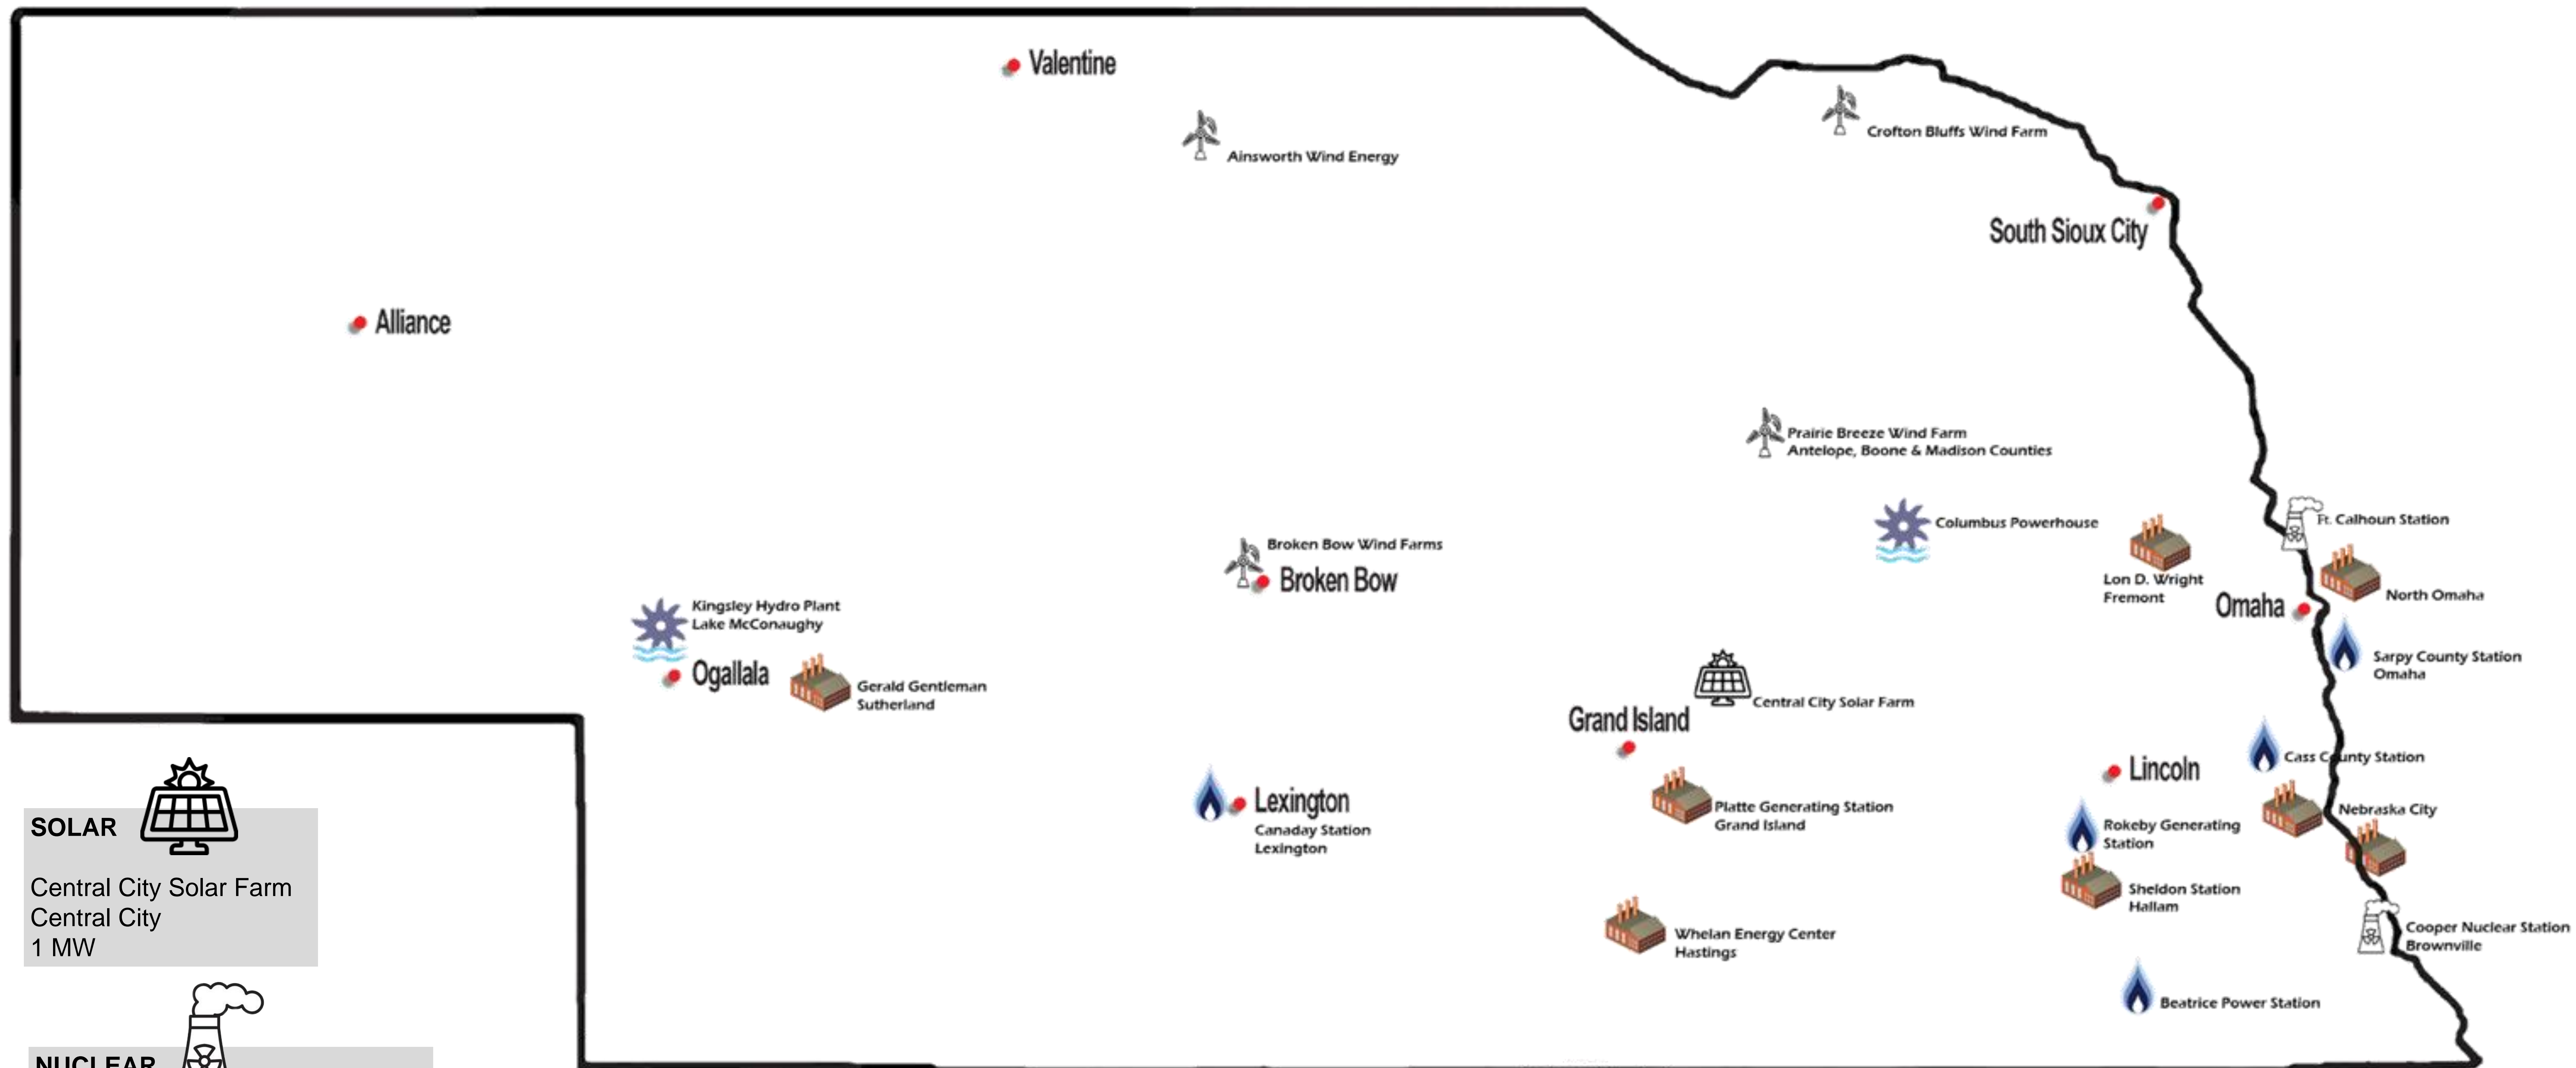 Valentine
Crofton Bluffs Wind Farm
Ainsworth Wind Energy
South Sioux City
Alliance
Prairie Breeze Wind Farm
Antelope, Boone & Madison Counties
Columbus Powerhouse
Ft. Calhoun Station
Broken Bow Wind Farms
Broken Bow
Lon D. Wright
Fremont
North Omaha
Omaha
Kingsley Hydro Plant
Lake McConaughy
Ogallala
Gerald Gentleman
Sutherland
Sarpy County Station
Omaha
Central City Solar Farm
Grand Island
Cass County Station
Lincoln
Lexington
Canaday Station
Lexington
Platte Generating Station
Grand Island
Nebraska City
Rokeby Generating
Station
Sheldon Station
Hallam
Whelan Energy Center
Hastings
Cooper Nuclear Station
Brownville
Beatrice Power Station
SOLAR
Central City Solar Farm
Central City
1 MW
NUCLEAR